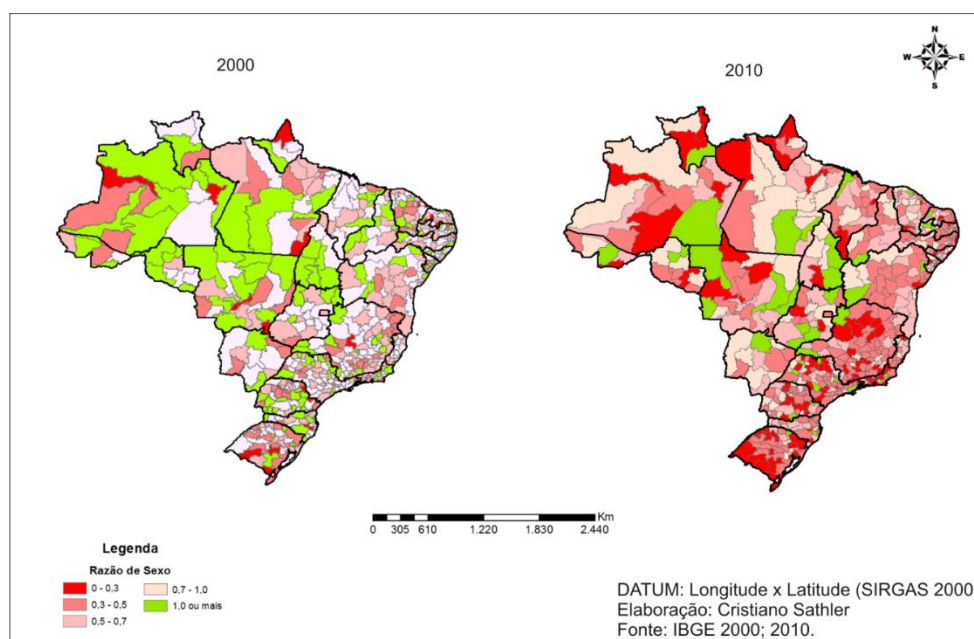 N
W E
S
2000
2010
Km
0 305 610 1.220 1.830 2.440
Legenda
Razão de Sexo
0 - 0,3
0,3 - 0,5
0,5 - 0,7
0,7 - 1,0
1,0 ou mais
DATUM: Longitude x Latitude (SIRGAS 2000
Elaboração: Cristiano Sathler
Fonte: IBGE 2000; 2010.